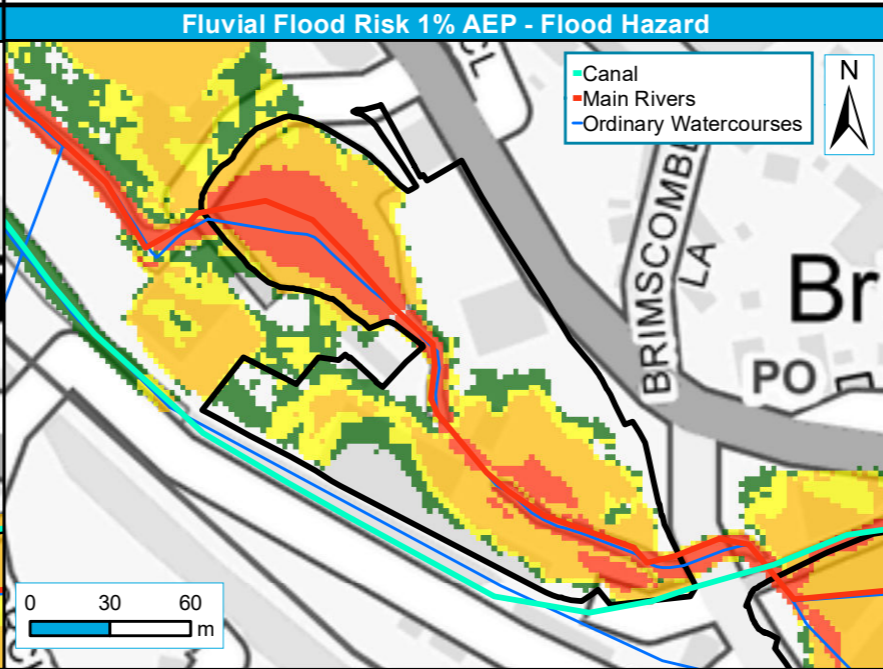 Fluvial Flood Risk 1% AEP - Flood Hazard
Canal
Main Rivers
Ordinary Watercourses
N
CL
BRIMSCOMBE
LA
Br
PO
0 30 60
m